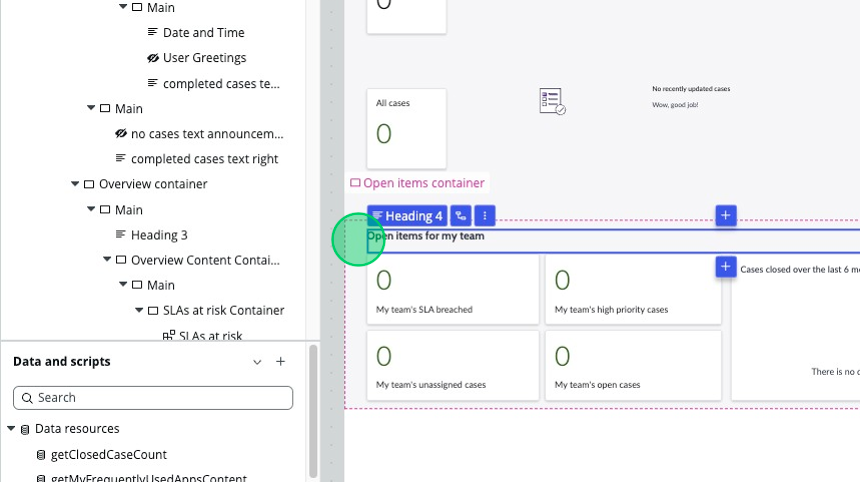 Main
Date and Time
User Greetings
completed cases te...
Main
no cases text announcem...
completed cases text right
Overview container
Main
Heading 3
Overview Content Contai...
Main
SLAs at risk Container
SLAs at risk
Data and scripts
Search
Data resources
getClosedCaseCount
getMyFrequentlyUsedAppsContent
0
All cases
0
No recently updated cases
Wow, good job!
Open items container
Heading 4
Open items for my team
0
My team's SLA breached
0
My team's high priority cases
Cases closed over the last 6 m
0
My team's unassigned cases
0
My team's open cases
There is no